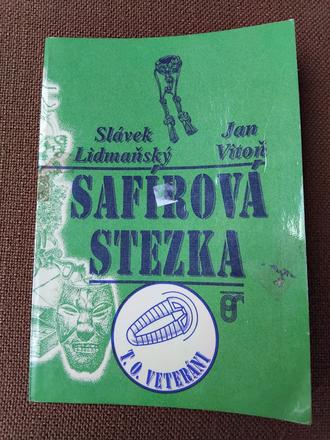 Slávek Jan
Lidmaňský Vitoň
SAFÍROVÁ
STEZKA
T. O. VETERÁNI